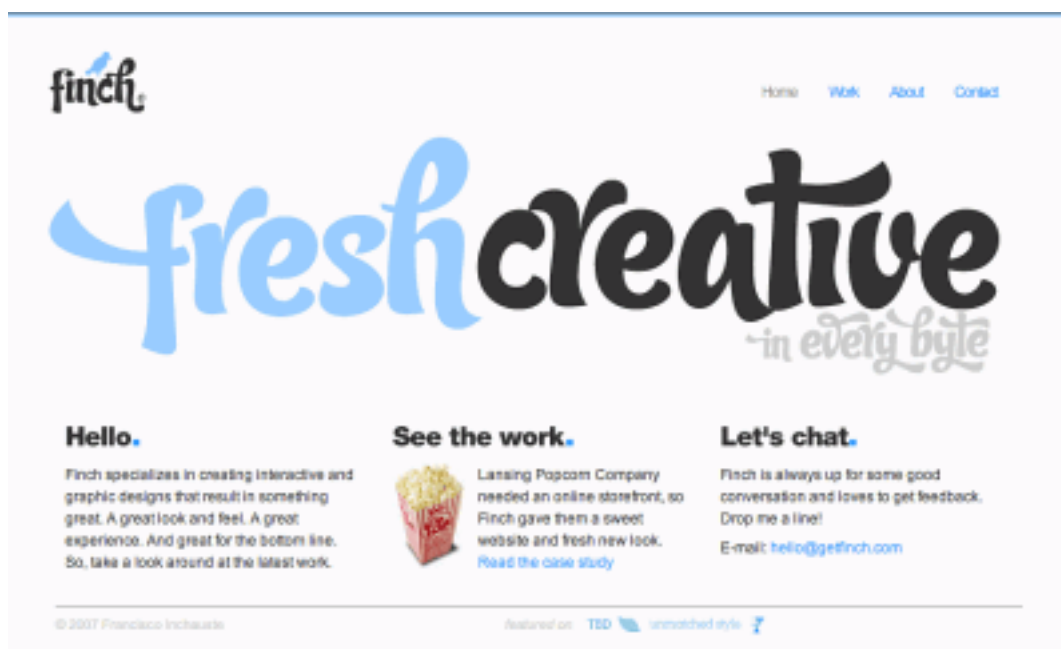 finch
Home Work About Contact
freshcreative
in every byte
Hello.
Finch specializes in creating interactive and
graphic designs that result in something
great. A great look and feel. A great
experience. And great for the bottom line.
So, take a look around at the latest work.
See the work.
Lansing Popcorn Company
needed an online storefront, so
Finch gave them a sweet
website and fresh new look.
Read the case study
Let's chat.
Finch is always up for some good
conversation and loves to get feedback.
Drop me a line!
E-mail: hello@getfinch.com
© 2007 Francisco Inchauste
featured on TBD unmatched style